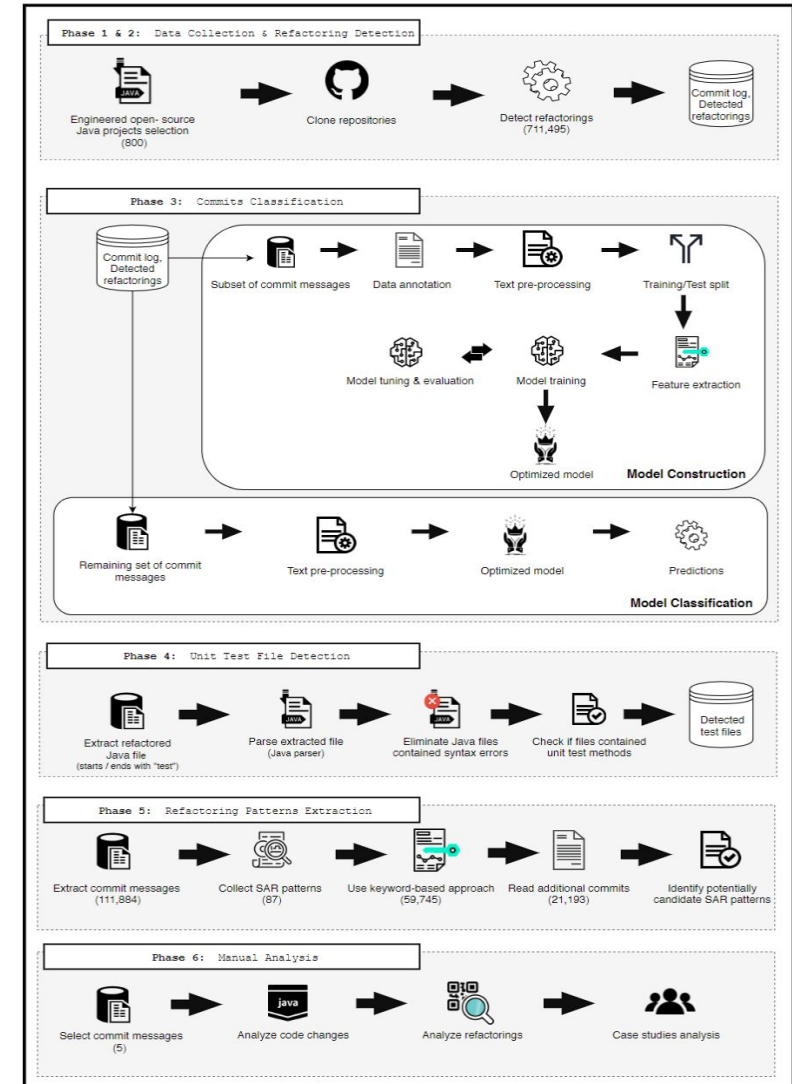 Phase 1 & 2: Data Collection & Refactoring Detection
JAVA
Engineered open- source
Java projects selection
(800)
Clone repositories
Detect refactorings
(711,495)
Commit log,
Detected
refactorings
Phase 3: Commits Classification
Commit log,
Detected
refactorings
Subset of commit messages
Data annotation
Text pre-processing
Training/Test split
Model tuning & evaluation
Model training
Feature extraction
Optimized model
Model Construction
Remaining set of commit
messages
Text pre-processing
Optimized model
Predictions
Model Classification
Phase 4: Unit Test File Detection
Extract refactored
Java file
(starts / ends with "test")
JAVA
Parse extracted file
(Java parser)
JAVA
Eliminate Java files
contained syntax errors
Check if files contained
unit test methods
Detected
test files
Phase 5: Refactoring Patterns Extraction
Extract commit messages
(111,884)
Collect SAR patterns
(87)
Use keyword-based approach
(59,745)
Read additional commits
(21,193)
Identify potentially
candidate SAR patterns
Phase 6: Manual Analysis
Select commit messages
(5)
java
Analyze code changes
Analyze refactorings
Case studies analysis